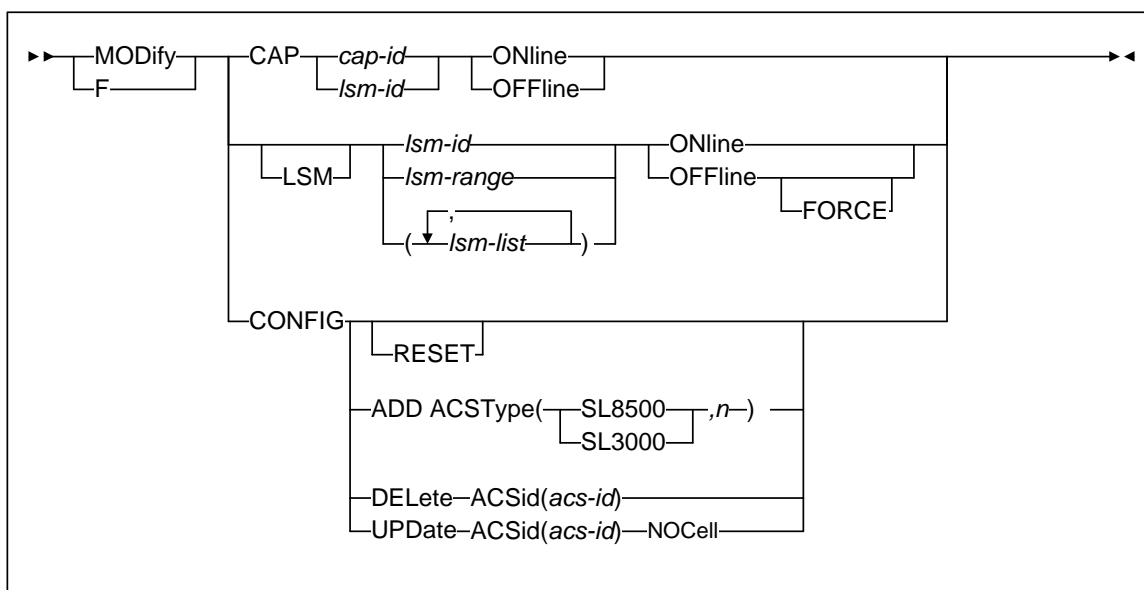 MODify CAP cap-id ONline
F lsm-id OFFline
LSM lsm-id ONline
lsm-range OFFline
FORCE
,
( lsm-list )
CONFIG
RESET
ADD ACSType( SL8500 ,n )
SL3000
DELete ACSid(acs-id)
UPDate ACSid(acs-id) NOCell